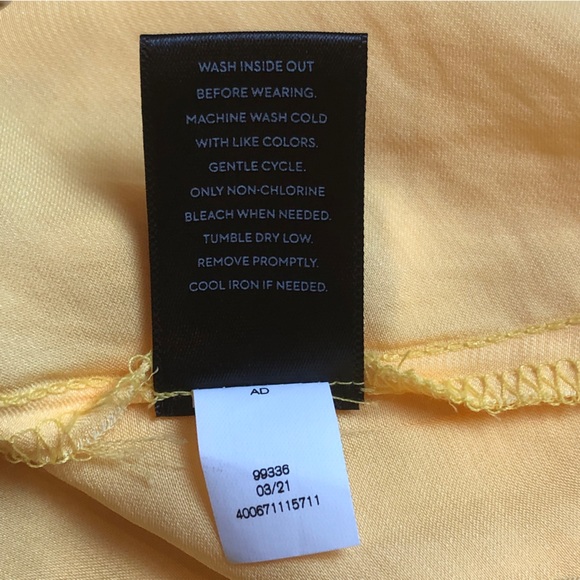 WASH INSIDE OUT
BEFORE WEARING.
MACHINE WASH COLD
WITH LIKE COLORS.
GENTLE CYCLE.
ONLY NON-CHLORINE
BLEACH WHEN NEEDED.
TUMBLE DRY LOW.
REMOVE PROMPTLY.
COOL IRON IF NEEDED.
AD
99336
03/21
400671115711